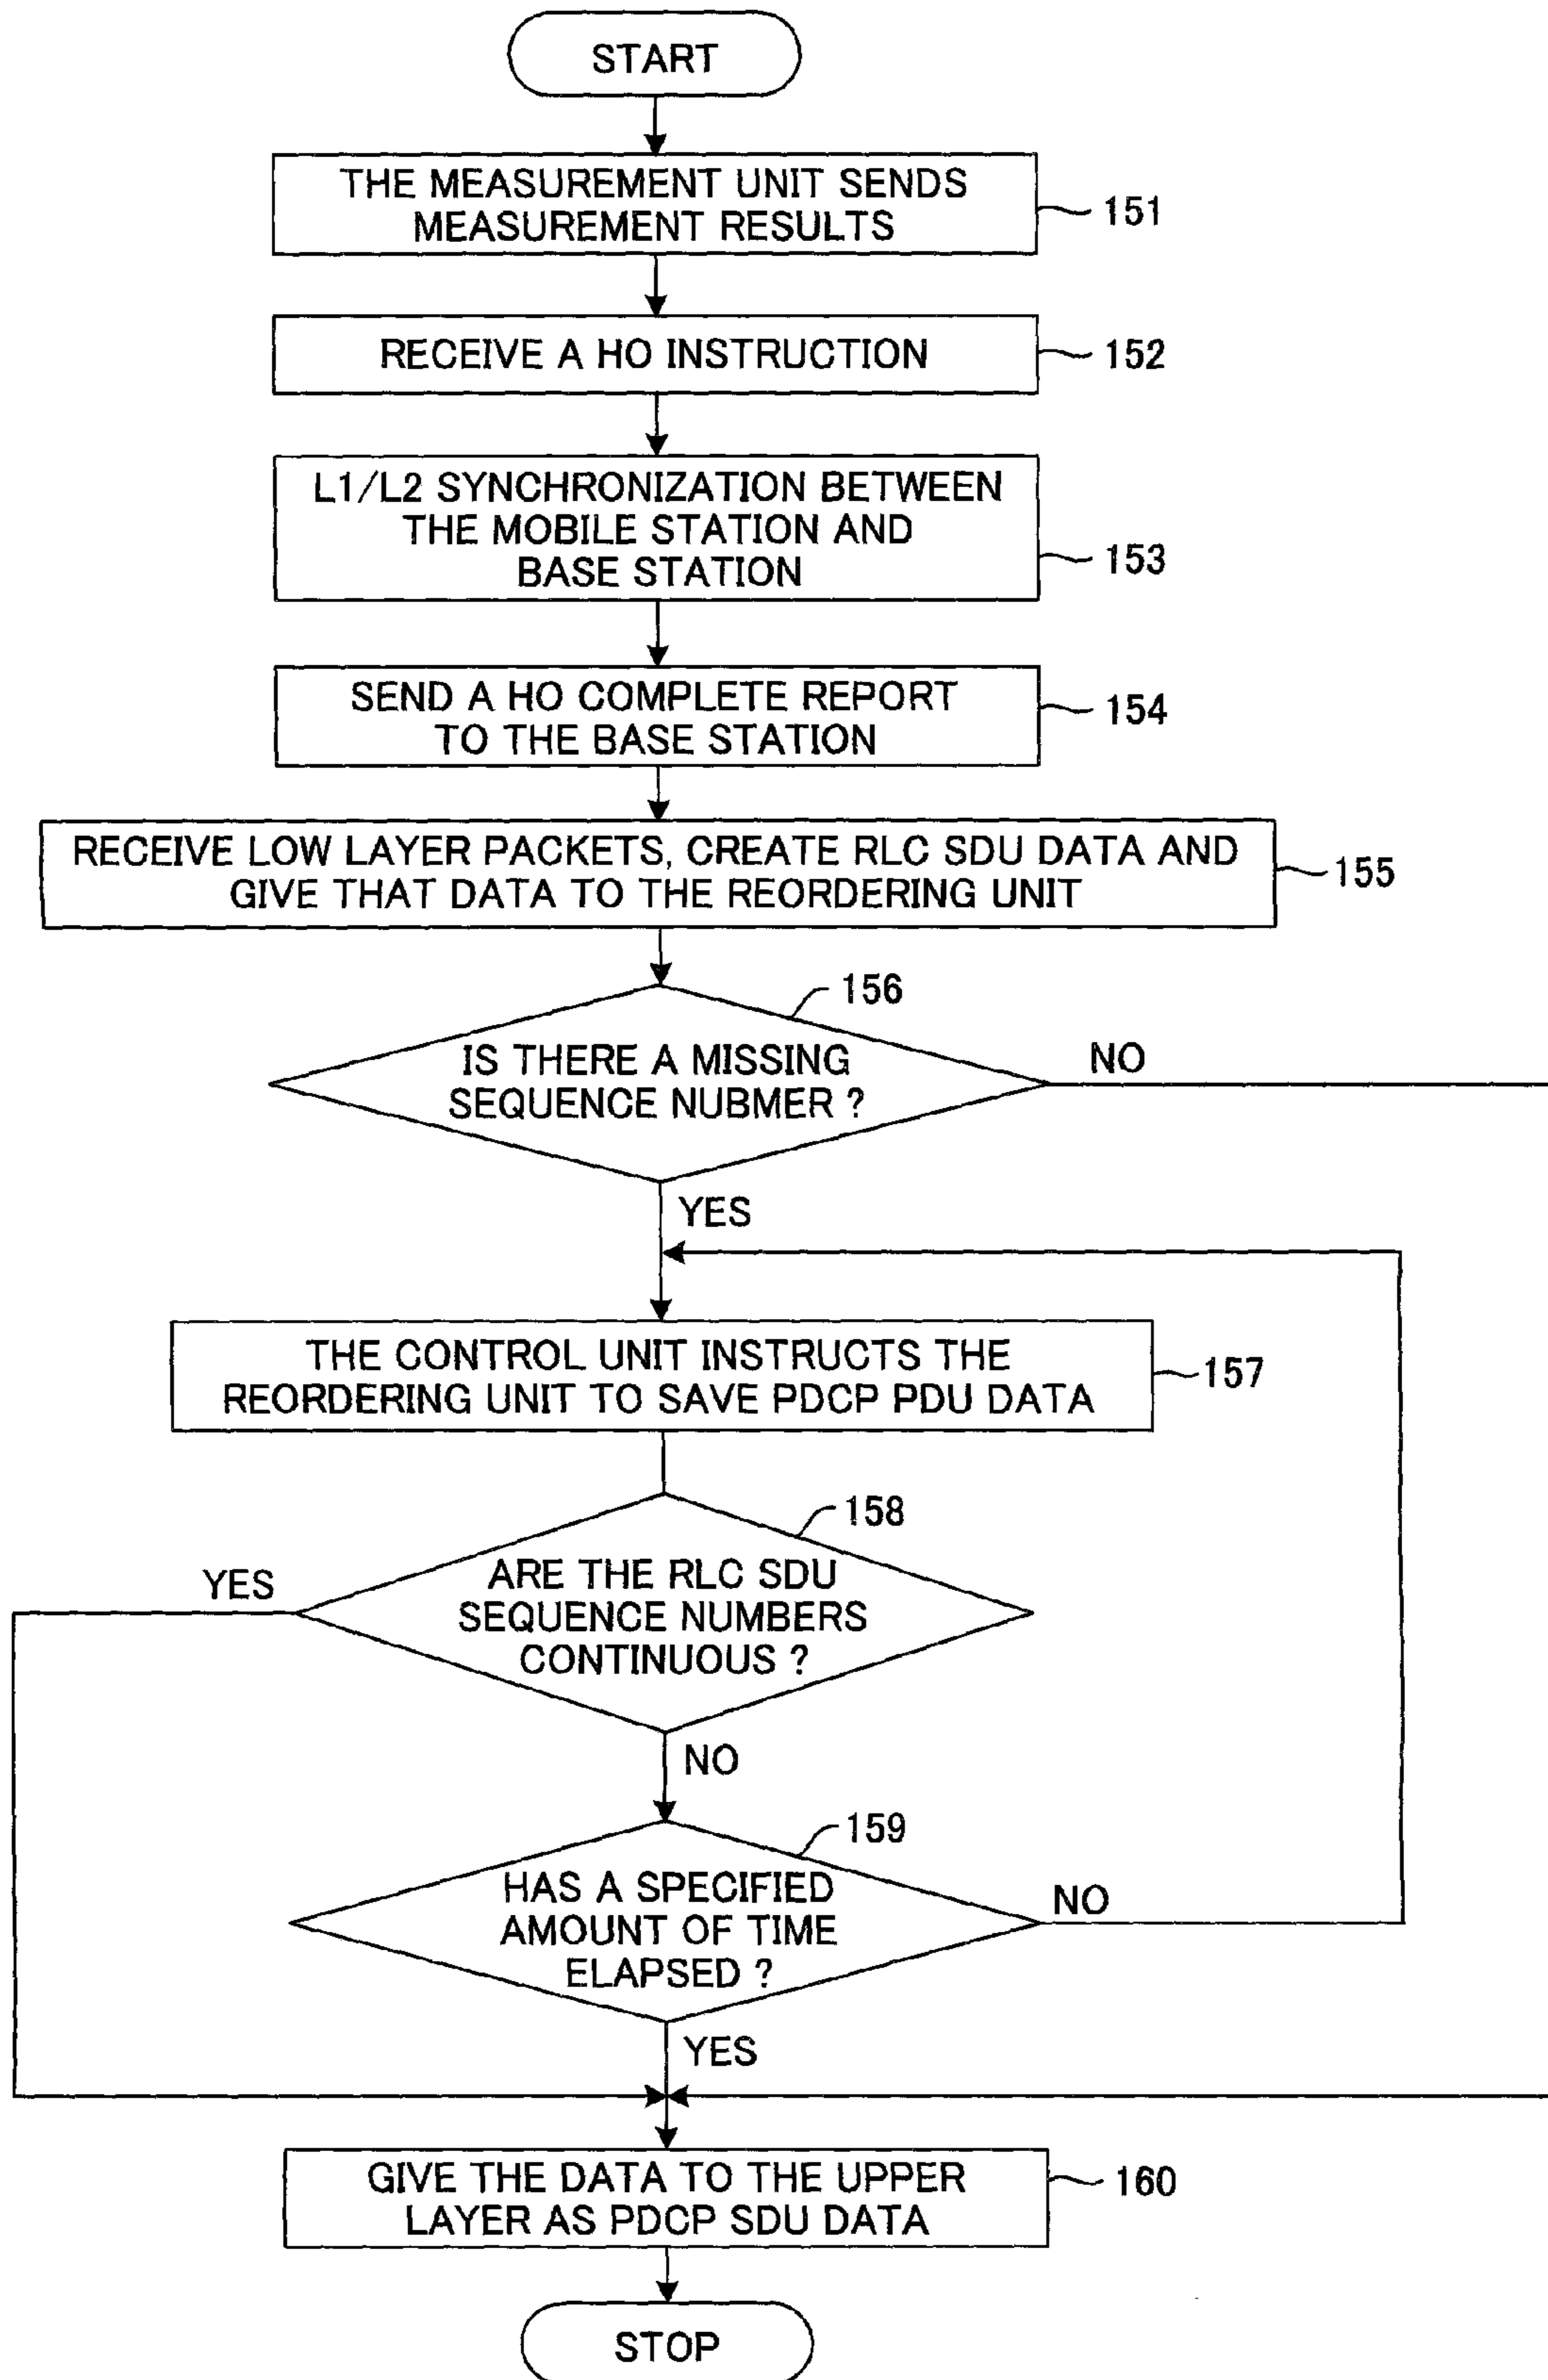 START
THE MEASUREMENT UNIT SENDS
MEASUREMENT RESULTS
151
RECEIVE A HO INSTRUCTION
152
L1/L2 SYNCHRONIZATION BETWEEN
THE MOBILE STATION AND
BASE STATION
153
SEND A HO COMPLETE REPORT
TO THE BASE STATION
154
RECEIVE LOW LAYER PACKETS, CREATE RLC SDU DATA AND
GIVE THAT DATA TO THE REORDERING UNIT
155
156
IS THERE A MISSING
SEQUENCE NUBMER ?
NO
YES
THE CONTROL UNIT INSTRUCTS THE
REORDERING UNIT TO SAVE PDCP PDU DATA
157
158
YES
ARE THE RLC SDU
SEQUENCE NUMBERS
CONTINUOUS ?
NO
159
HAS A SPECIFIED
AMOUNT OF TIME
ELAPSED ?
NO
YES
GIVE THE DATA TO THE UPPER
LAYER AS PDCP SDU DATA
160
STOP